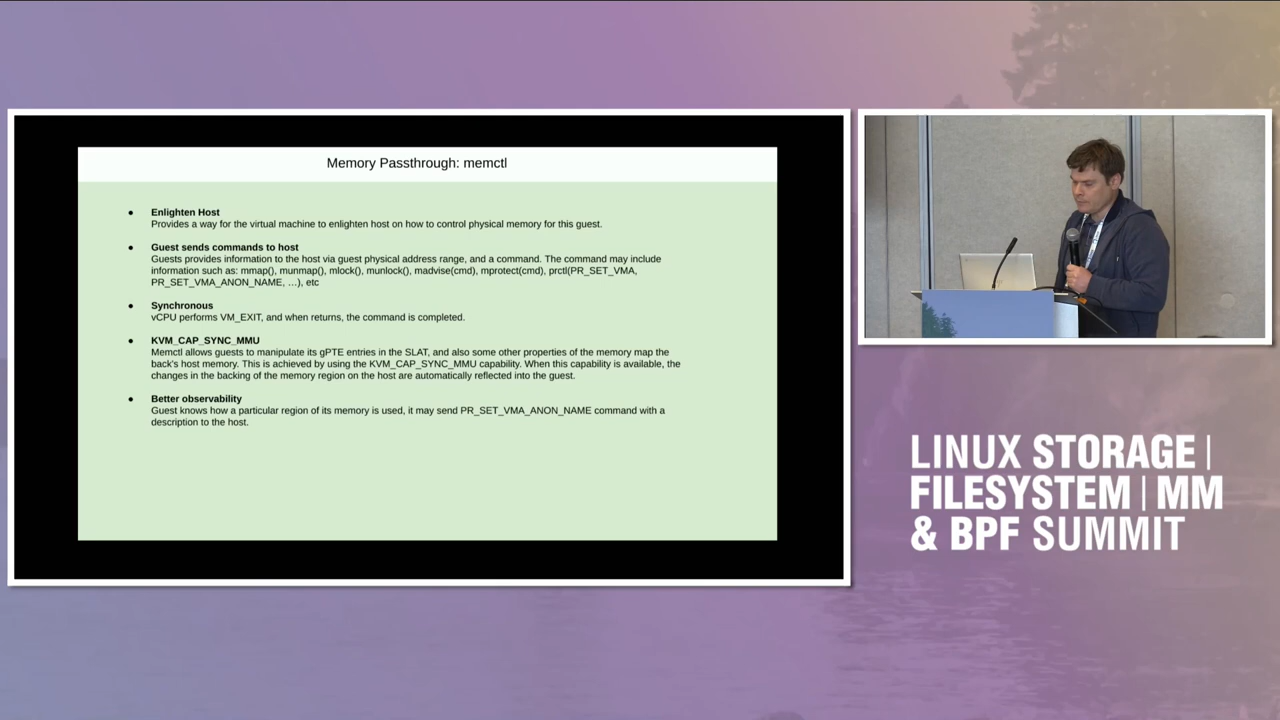 Memory Passthrough: memctl
● Enlighten Host
Provides a way for the virtual machine to enlighten host on how to control physical memory for this guest.
● Guest sends commands to host
Guests provides information to the host via guest physical address range, and a command. The command may include
information such as: mmap(), munmap(), mlock(), munlock(), madvise(cmd), mprotect(cmd), prctl(PR_SET_VMA,
PR_SET_VMA_ANON_NAME, …), etc
● Synchronous
vCPU performs VM_EXIT, and when returns, the command is completed.
● KVM_CAP_SYNC_MMU
Memctl allows guests to manipulate its gPTE entries in the SLAT, and also some other properties of the memory map the
back's host memory. This is achieved by using the KVM_CAP_SYNC_MMU capability. When this capability is available, the
changes in the backing of the memory region on the host are automatically reflected into the guest.
● Better observability
Guest knows how a particular region of its memory is used, it may send PR_SET_VMA_ANON_NAME command with a
description to the host.
LINUX STORAGE |
FILESYSTEM | MM
& BPF SUMMIT